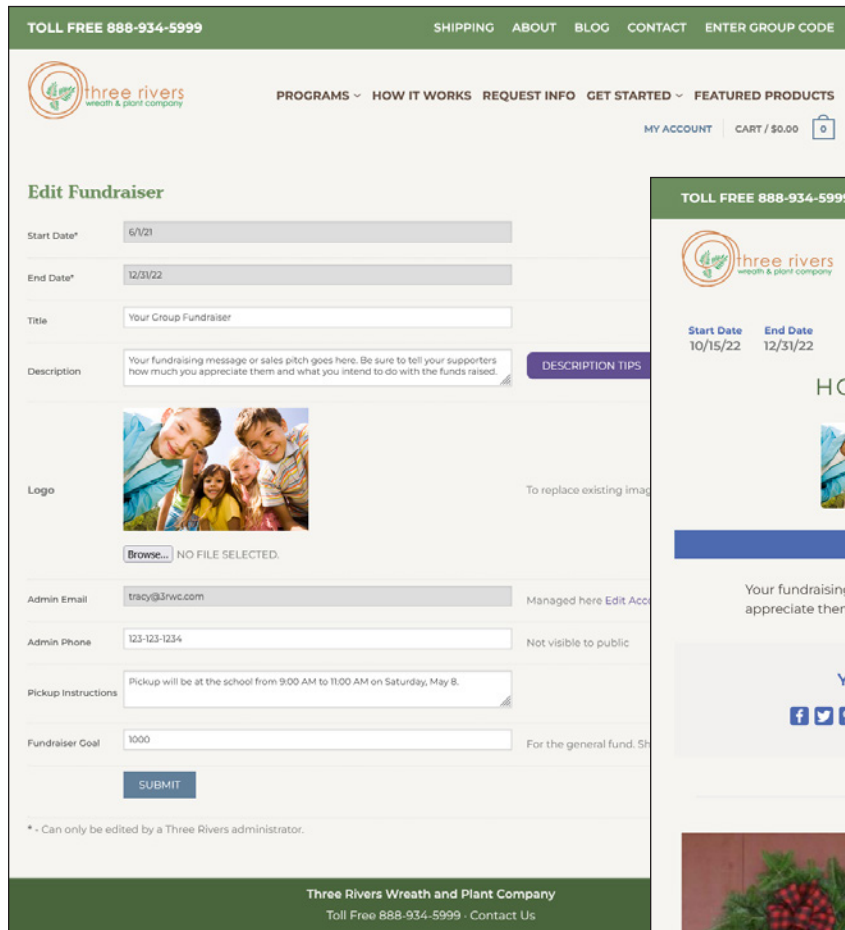 TOLL FREE 888-934-5999
SHIPPING ABOUT BLOG CONTACT ENTER GROUP CODE
three rivers
wreath & plant company
PROGRAMS HOW IT WORKS REQUEST INFO GET STARTED FEATURED PRODUCTS
MY ACCOUNT CART / $0.00 0
Edit Fundraiser
Start Date* 6/1/21
End Date* 12/31/22
Title Your Group Fundraiser
Description Your fundraising message or sales pitch goes here. Be sure to tell your supporters
how much you appreciate them and what you intend to do with the funds raised.
DESCRIPTION TIPS
Logo
To replace existing imag
Browse... NO FILE SELECTED.
Admin Email tracy@3rwc.com Managed here Edit Acc
Admin Phone 123-123-1234 Not visible to public
Pickup Instructions Pickup will be at the school from 9:00 AM to 11:00 AM on Saturday, May 8.
Fundraiser Goal 1000 For the general fund. Sh
SUBMIT
* - Can only be edited by a Three Rivers administrator.
Three Rivers Wreath and Plant Company
Toll Free 888-934-5999 · Contact Us
TOLL FREE 888-934-5999
three rivers
wreath & plant company
Start Date End Date
10/15/22 12/31/22
HO
Your fundraising
appreciate them
Y